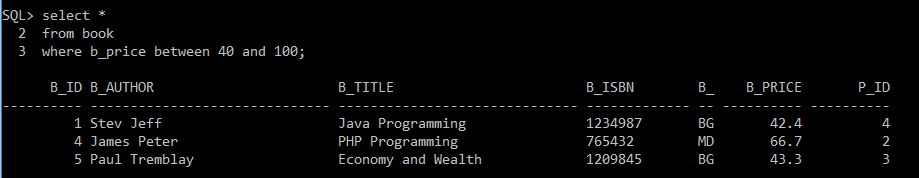 SQL> select *
  2  from book
  3  where b_price between 40 and 100;
      B_ID B_AUTHOR                       B_TITLE                        B_ISBN        B_    B_PRICE       P_ID
---------- ------------------------------ ------------------------------ ------------- -- ---------- ----------
         1 Stev Jeff                      Java Programming               1234987       BG       42.4          4
         4 James Peter                    PHP Programming                765432        MD       66.7          2
         5 Paul Tremblay                  Economy and Wealth             1209845       BG       43.3          3